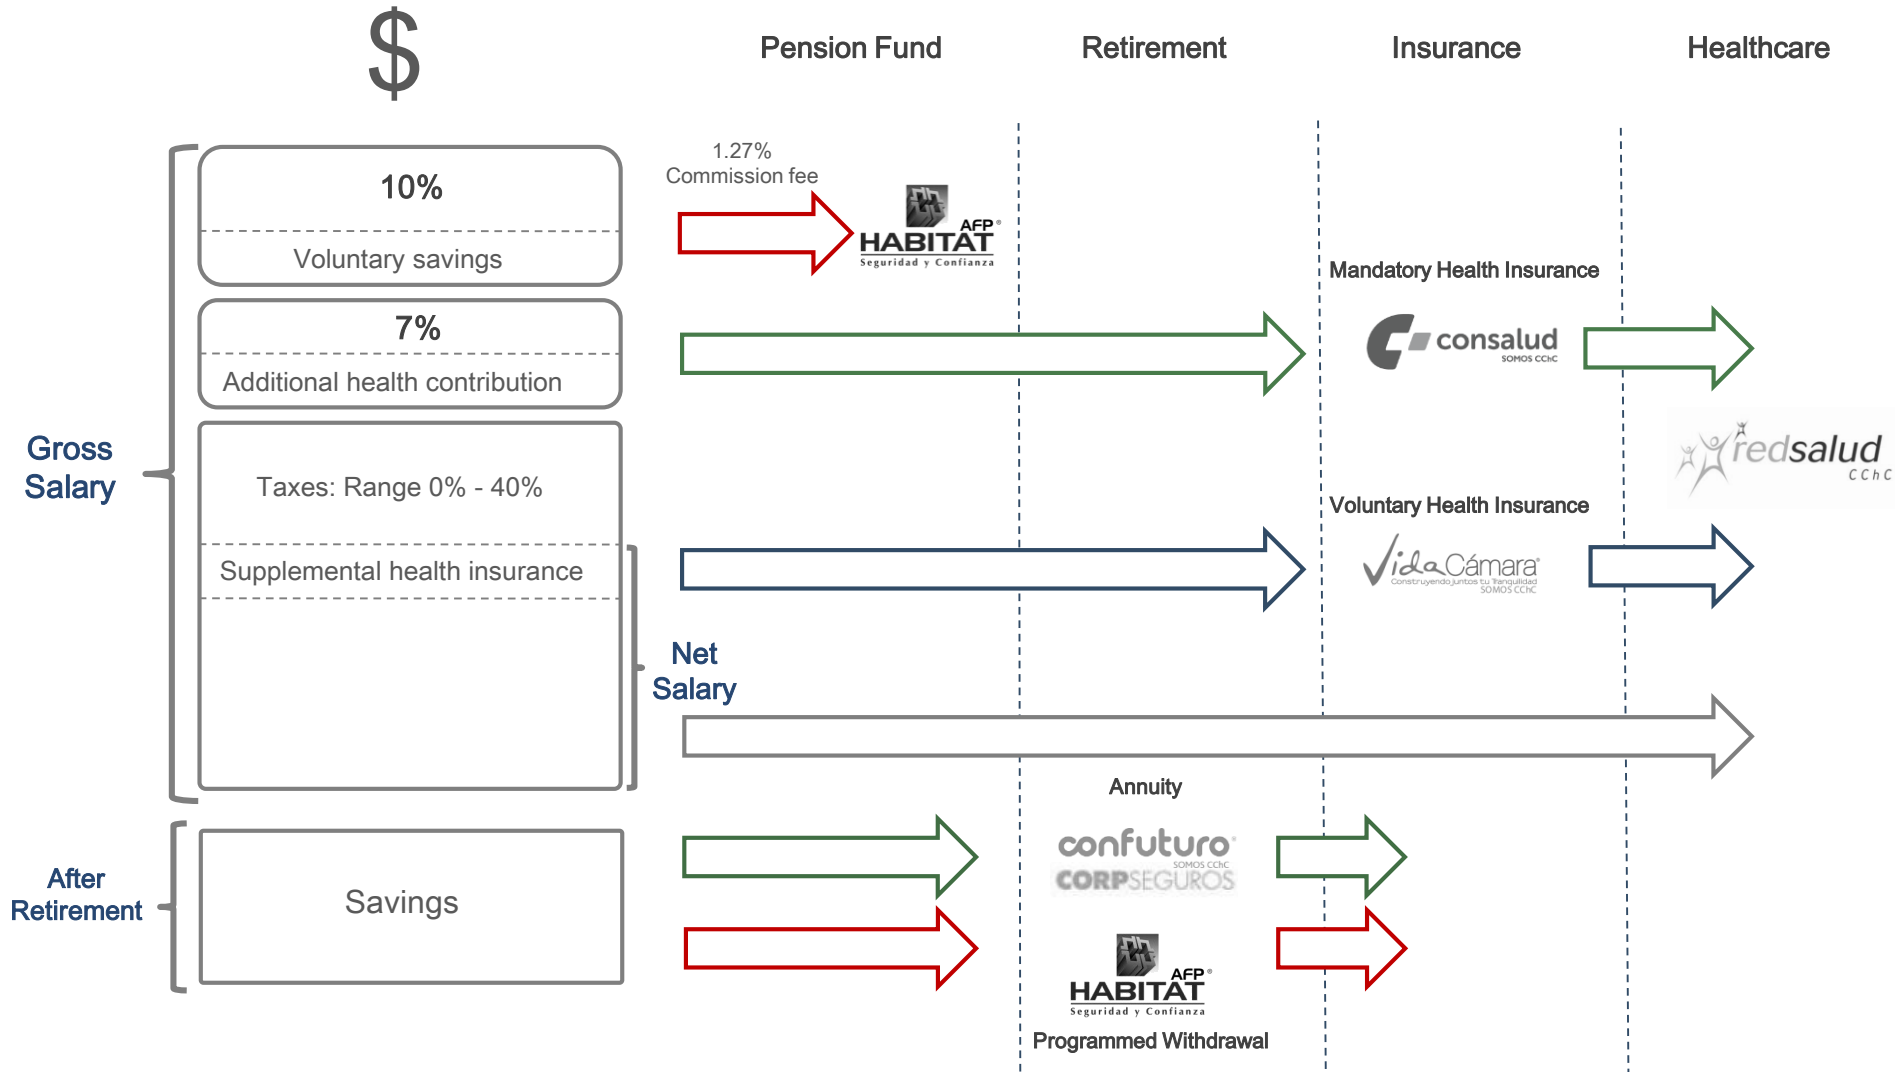 $
Pension Fund
Retirement
Insurance
Healthcare
1.27%
Commission fee
10%
Voluntary savings
AFP®
HABITAT
Seguridad y Confianza
Mandatory Health Insurance
7%
Additional health contribution
consalud
SOMOS CChC
Gross
Salary
Taxes: Range 0% - 40%
redsalud
CChC
Voluntary Health Insurance
Supplemental health insurance
VidaCámara®
Construyendo juntos tu Tranquilidad
SOMOS CChC
Net
Salary
Annuity
confuturo®
SOMOS CChC
CORPSEGUROS
After
Retirement
Savings
AFP®
HABITAT
Seguridad y Confianza
Programmed Withdrawal